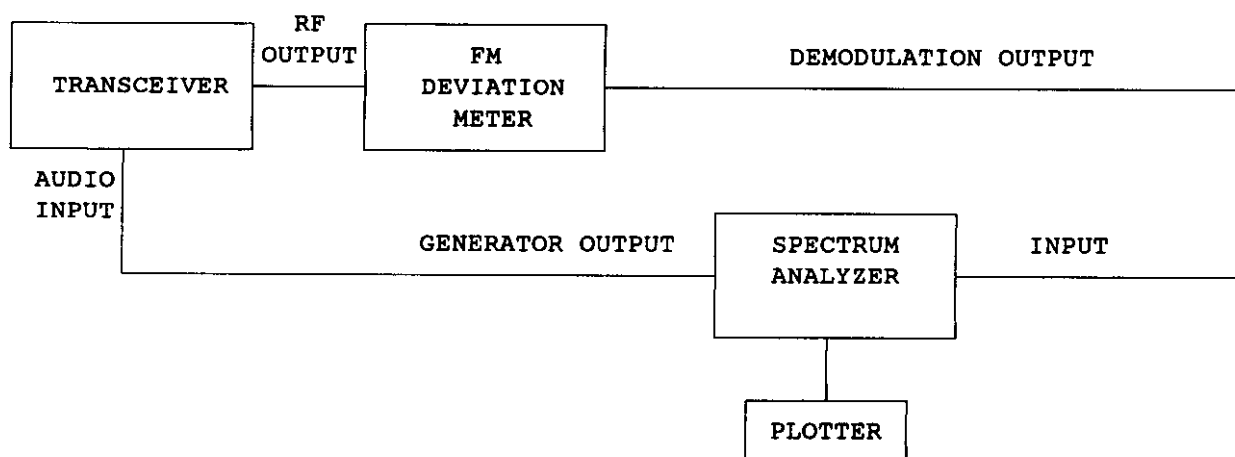 RF
OUTPUT
TRANSCEIVER
FM
DEVIATION
METER
DEMODULATION OUTPUT
AUDIO
INPUT
GENERATOR OUTPUT
SPECTRUM
ANALYZER
INPUT
PLOTTER